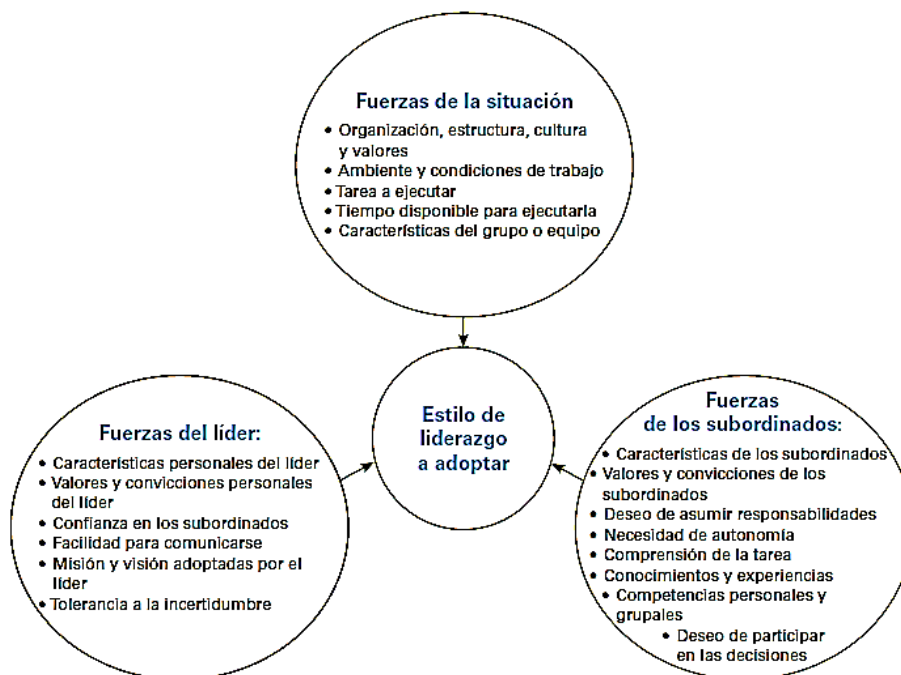 Fuerzas de la situación
• Organización, estructura, cultura
y valores
• Ambiente y condiciones de trabajo
• Tarea a ejecutar
• Tiempo disponible para ejecutarla
• Características del grupo o equipo
Estilo de
liderazgo
a adoptar
Fuerzas del líder:
• Características personales del líder
• Valores y convicciones personales
del líder
• Confianza en los subordinados
• Facilidad para comunicarse
• Misión y visión adoptadas por el
líder
• Tolerancia a la incertidumbre
Fuerzas
de los subordinados:
• Características de los subordinados
• Valores y convicciones de los
subordinados
• Deseo de asumir responsabilidades
• Necesidad de autonomía
• Comprensión de la tarea
• Conocimientos y experiencias
• Competencias personales y
grupales
• Deseo de participar
en las decisiones